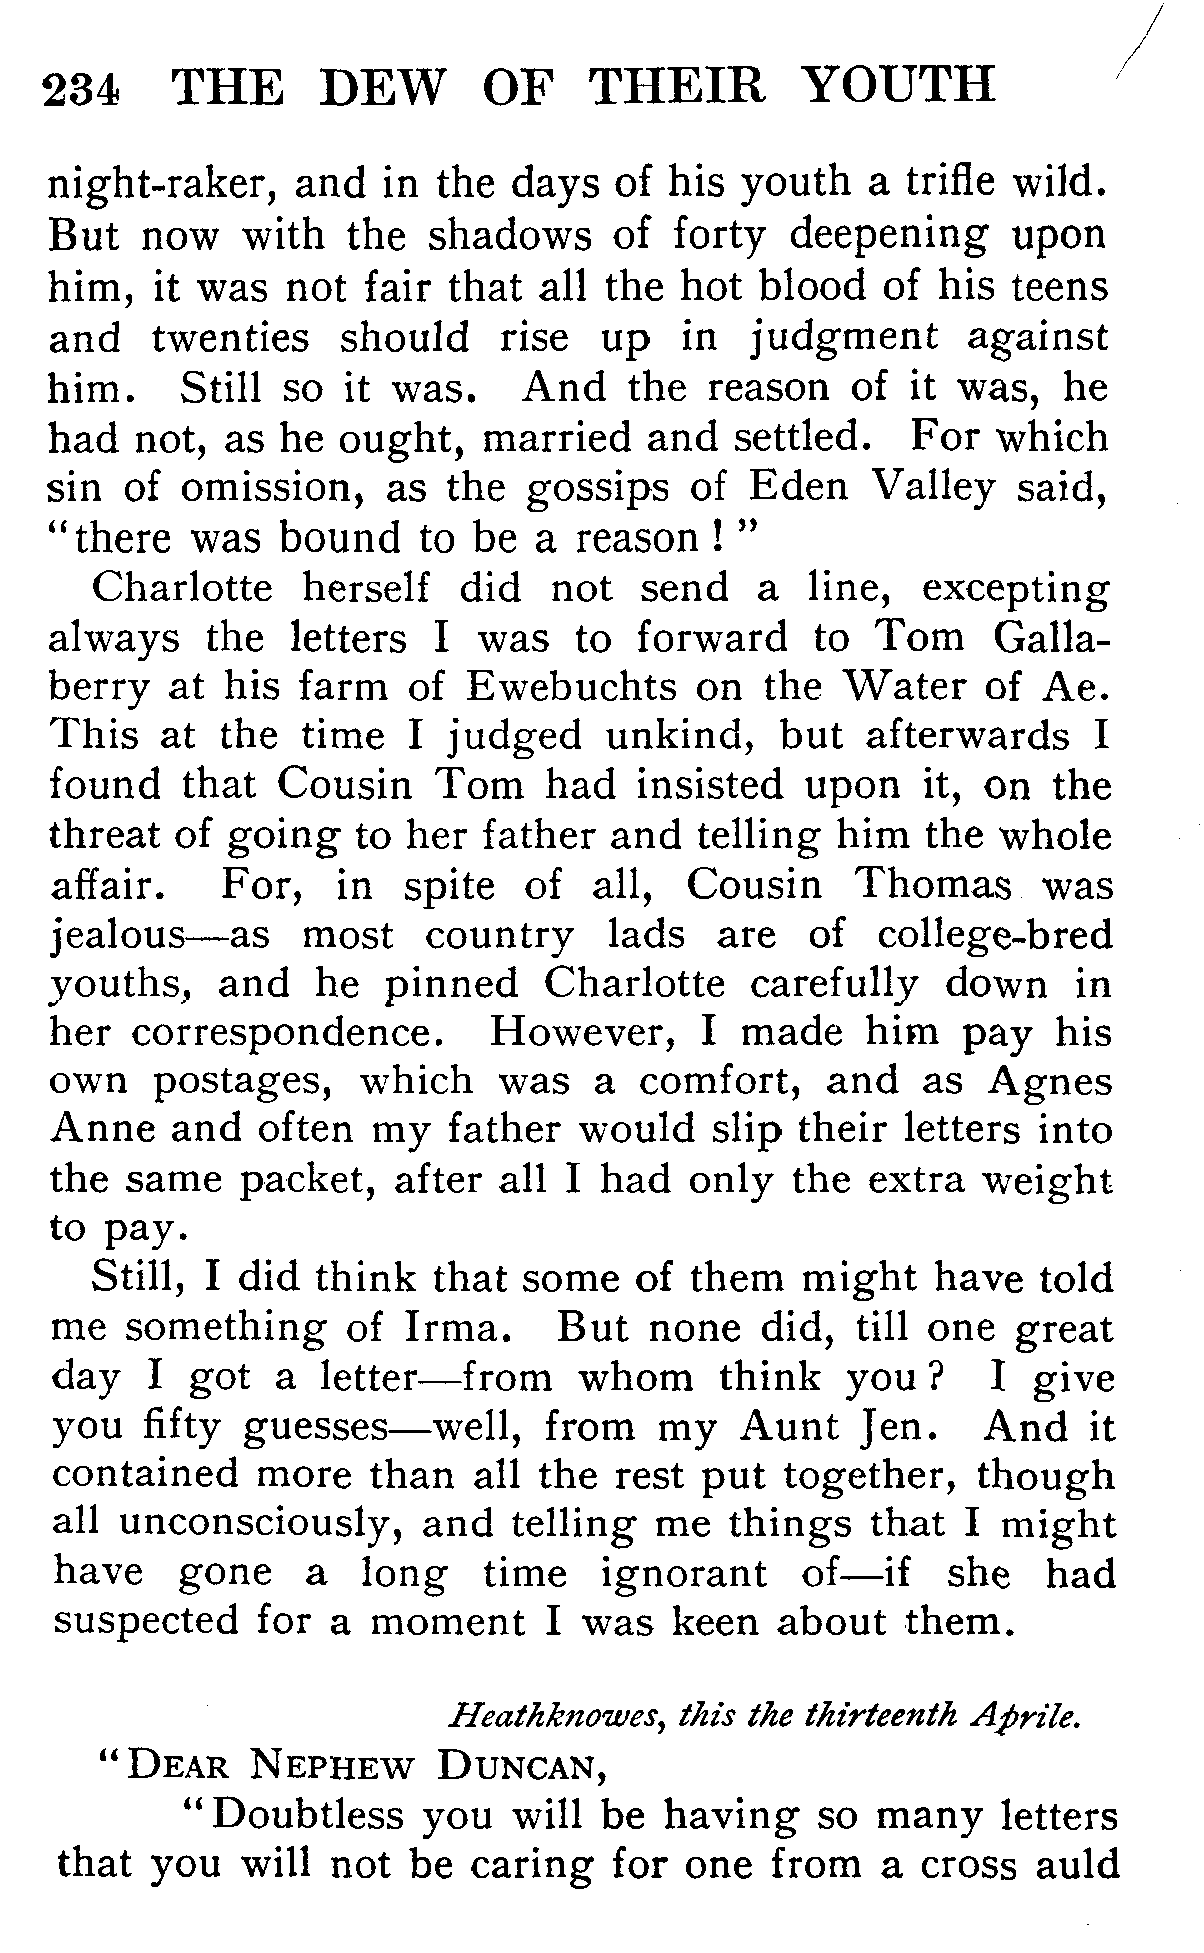 234 THE DEW OF THEIR YOUTH
night-raker, and in the days of his youth a trifle wild.
But now with the shadows of forty deepening upon
him, it was not fair that all the hot blood of his teens
and twenties should rise up in judgment against
him. Still so it was. And the reason of it was, he
had not, as he ought, married and settled. For which
sin of omission, as the gossips of Eden Valley said,
"there was bound to be a reason ! "
Charlotte herself did not send a line, excepting
always the letters I was to forward to Tom Galla-
berry at his farm of Ewebuchts on the Water of Ae.
This at the time I judged unkind, but afterwards I
found that Cousin Tom had insisted upon it, on the
threat of going to her father and telling him the whole
affair. For, in spite of all, Cousin Thomas was
jealous—as most country lads are of college-bred
youths, and he pinned Charlotte carefully down in
her correspondence. However, I made him pay his
own postages, which was a comfort, and as Agnes
Anne and often my father would slip their letters into
the same packet, after all I had only the extra weight
to pay.
Still, I did think that some of them might have told
me something of Irma. But none did, till one great
day I got a letter—from whom think you ? I give
you fifty guesses—well, from my Aunt Jen. And it
contained more than all the rest put together, though
all unconsciously, and telling me things that I might
have gone a long time ignorant of—if she had
suspected for a moment I was keen about them.
Heathknowes, this the thirteenth Aprile.
"DEAR NEPHEW DUNCAN,
"Doubtless you will be having so many letters
that you will not be caring for one from a cross auld